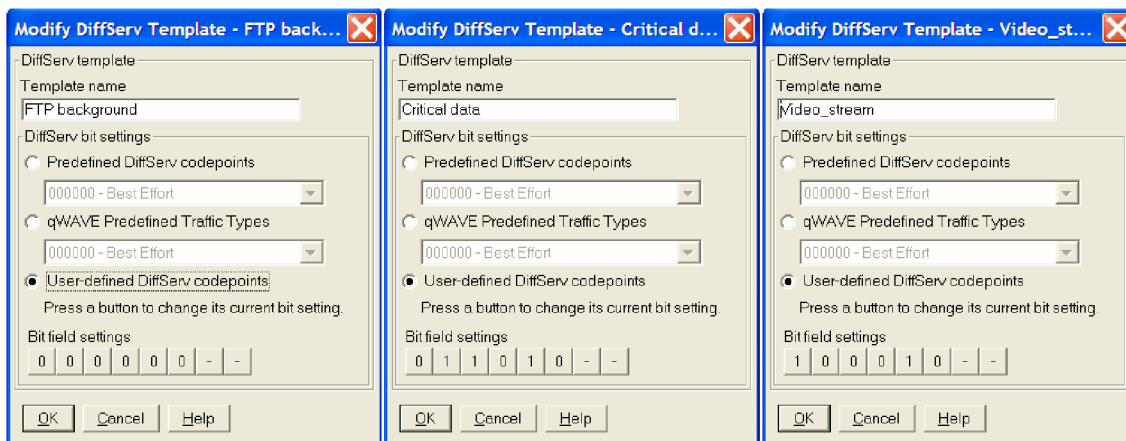 Modify DiffServ Template - FTP back...
DiffServ template
Template name
FTP background
DiffServ bit settings
Predefined DiffServ codepoints
000000 - Best Effort
qWAVE Predefined Traffic Types
000000 - Best Effort
User-defined DiffServ codepoints
Press a button to change its current bit setting.
Bit field settings
0 0 0 0 0 0 - -
OK Cancel Help
Modify DiffServ Template - Critical d...
DiffServ template
Template name
Critical data
DiffServ bit settings
Predefined DiffServ codepoints
000000 - Best Effort
qWAVE Predefined Traffic Types
000000 - Best Effort
User-defined DiffServ codepoints
Press a button to change its current bit setting.
Bit field settings
0 1 1 0 1 0 - -
OK Cancel Help
Modify DiffServ Template - Video_st...
DiffServ template
Template name
Video_stream
DiffServ bit settings
Predefined DiffServ codepoints
000000 - Best Effort
qWAVE Predefined Traffic Types
000000 - Best Effort
User-defined DiffServ codepoints
Press a button to change its current bit setting.
Bit field settings
1 0 0 0 1 0 - -
OK Cancel Help